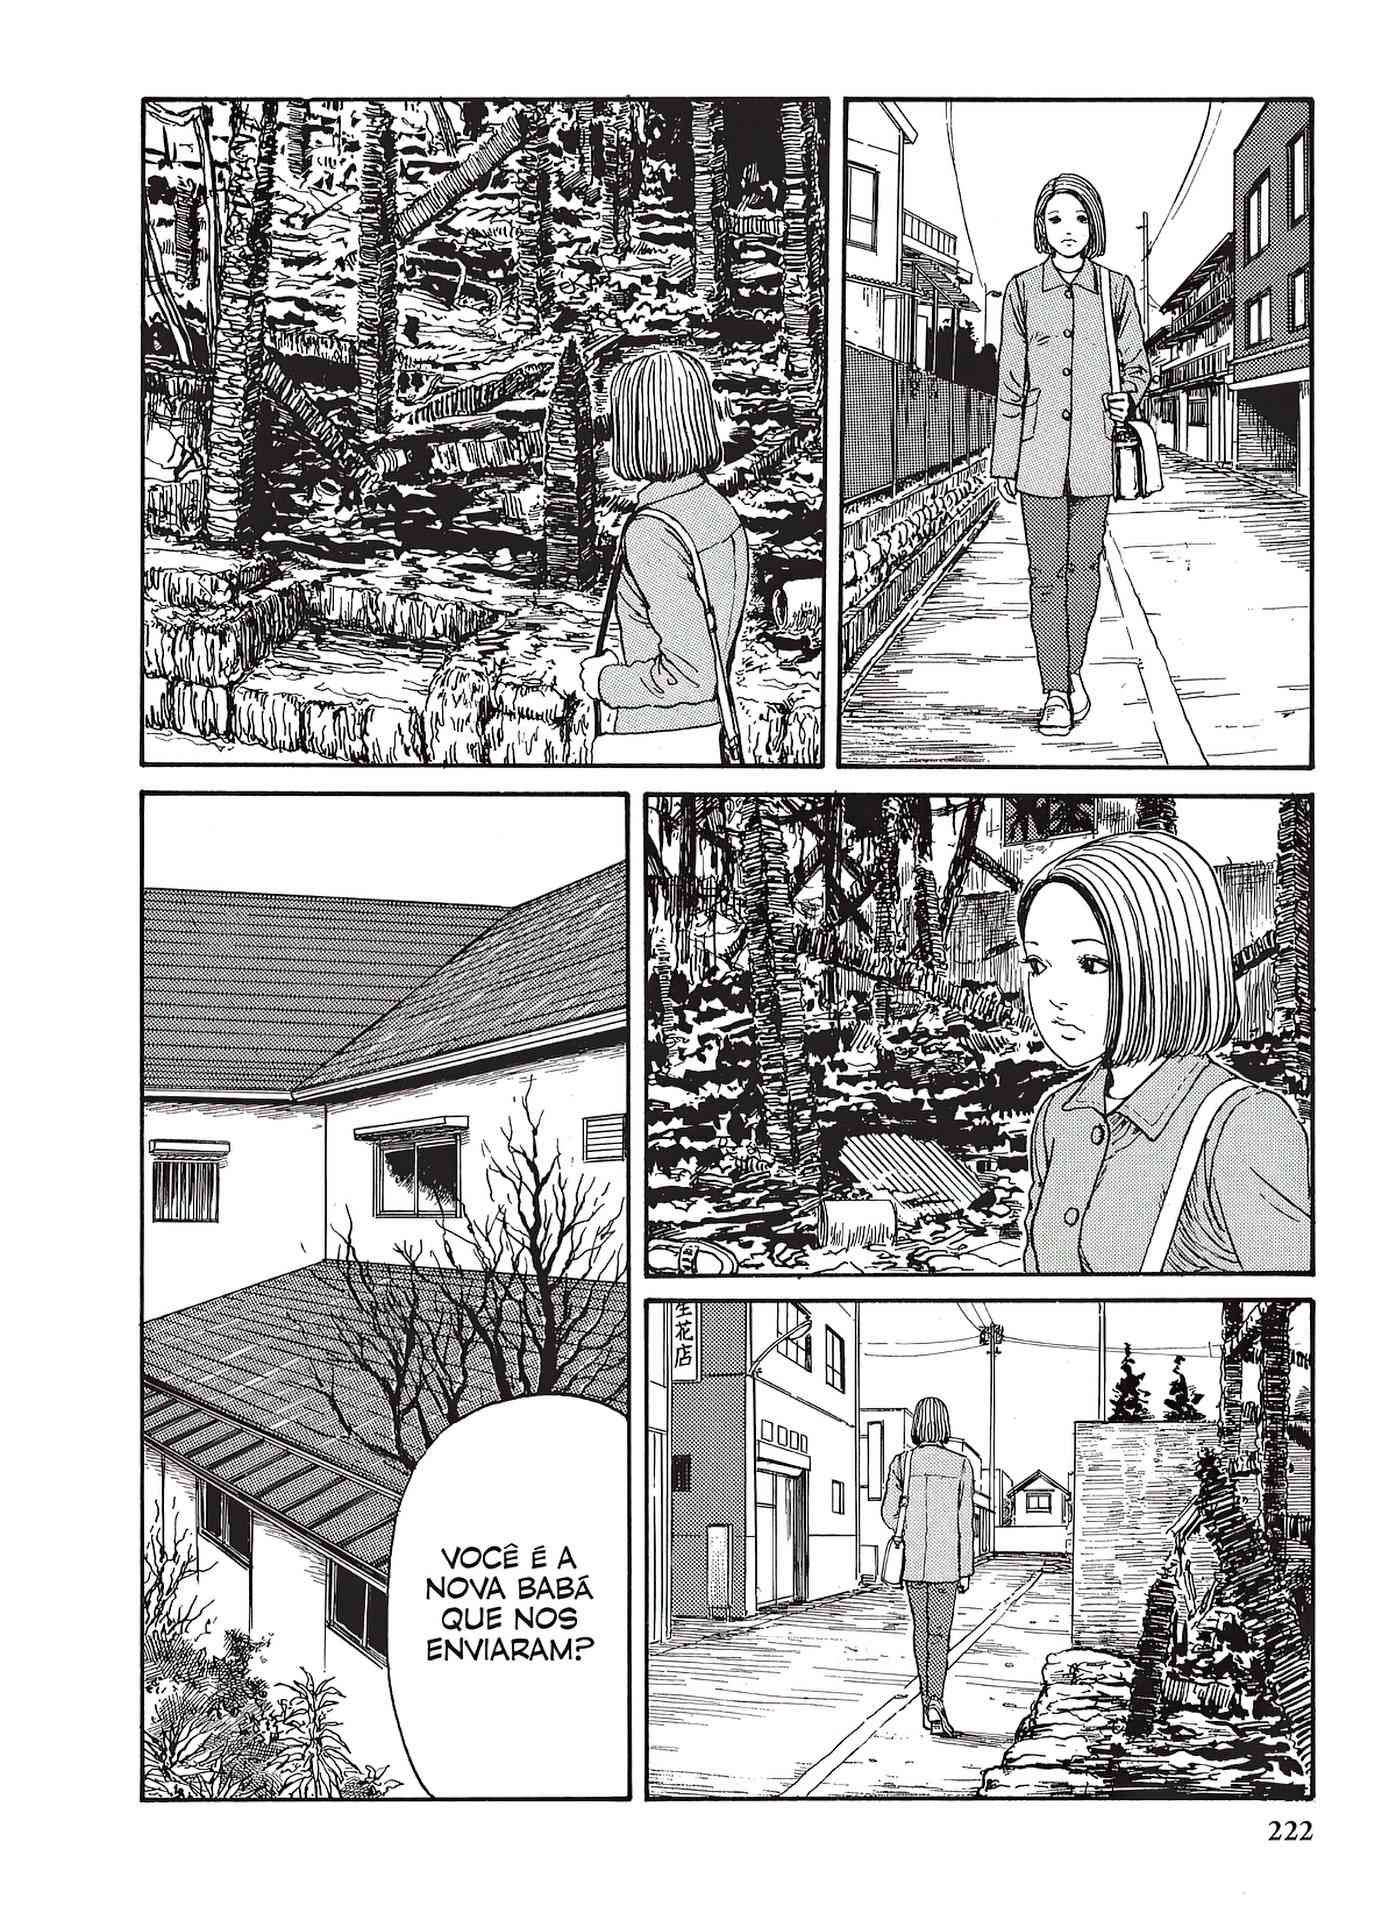 生花店
VOCÊ É A
NOVA BABÁ
QUE NOS
ENVIARAM?
222